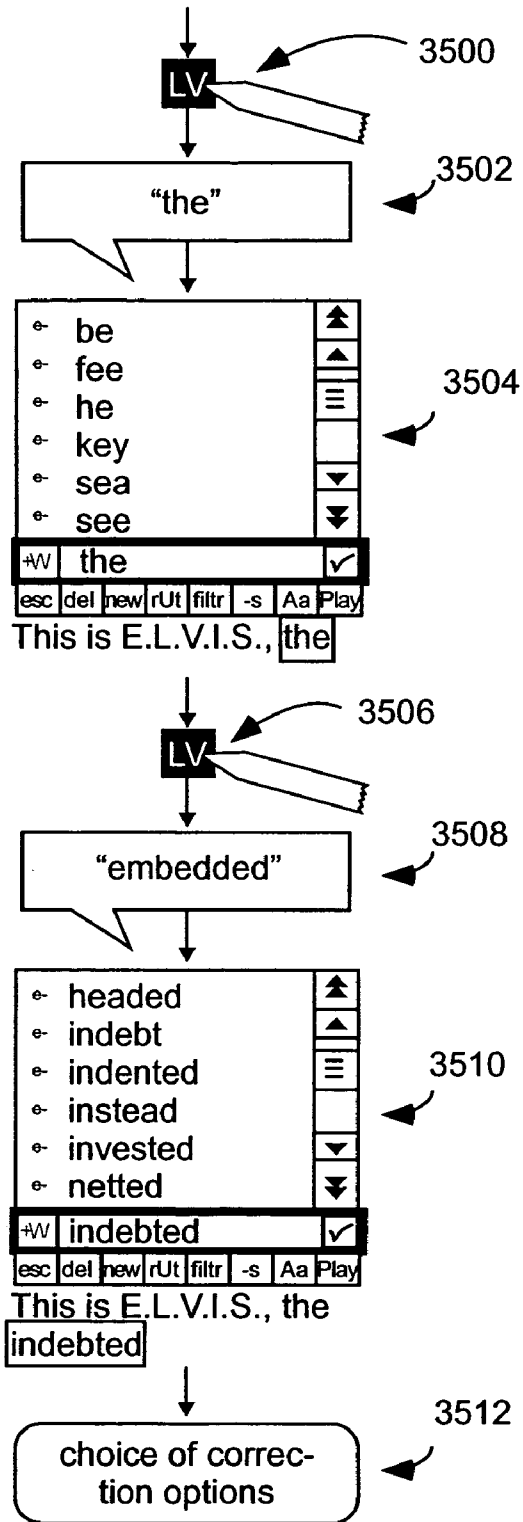 3500
LV
3502
“the”
e- be
e- fee
e- he
3504
e- key
e- sea
e- see
+W the ✓
esc del new rUt filtr -s Aa Play
This is E.L.V.I.S., the
3506
LV
3508
“embedded”
e- headed
e- indebt
e- indented
3510
e- instead
e- invested
e- netted
+W indebted ✓
esc del new rUt filtr -s Aa Play
This is E.L.V.I.S., the
indebted
3512
choice of correc-
tion options